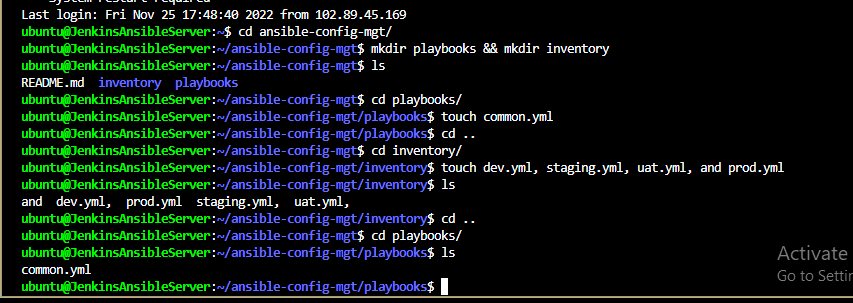 Last login: Fri Nov 25 17:48:40 2022 from 102.89.45.169
ubuntu@JenkinsAnsibleServer:~$ cd ansible-config-mgt/
ubuntu@JenkinsAnsibleServer:~/ansible-config-mgt$ mkdir playbooks && mkdir inventory
ubuntu@JenkinsAnsibleServer:~/ansible-config-mgt$ ls
README.md  inventory  playbooks
ubuntu@JenkinsAnsibleServer:~/ansible-config-mgt$ cd playbooks/
ubuntu@JenkinsAnsibleServer:~/ansible-config-mgt/playbooks$ touch common.yml
ubuntu@JenkinsAnsibleServer:~/ansible-config-mgt/playbooks$ cd ..
ubuntu@JenkinsAnsibleServer:~/ansible-config-mgt$ cd inventory/
ubuntu@JenkinsAnsibleServer:~/ansible-config-mgt/inventory$ touch dev.yml, staging.yml, uat.yml, and prod.yml
ubuntu@JenkinsAnsibleServer:~/ansible-config-mgt/inventory$ ls
and  dev.yml,  prod.yml  staging.yml,  uat.yml,
ubuntu@JenkinsAnsibleServer:~/ansible-config-mgt/inventory$ cd ..
ubuntu@JenkinsAnsibleServer:~/ansible-config-mgt$ cd playbooks/
ubuntu@JenkinsAnsibleServer:~/ansible-config-mgt/playbooks$ ls
common.yml
ubuntu@JenkinsAnsibleServer:~/ansible-config-mgt/playbooks$
Activate
Go to Settin